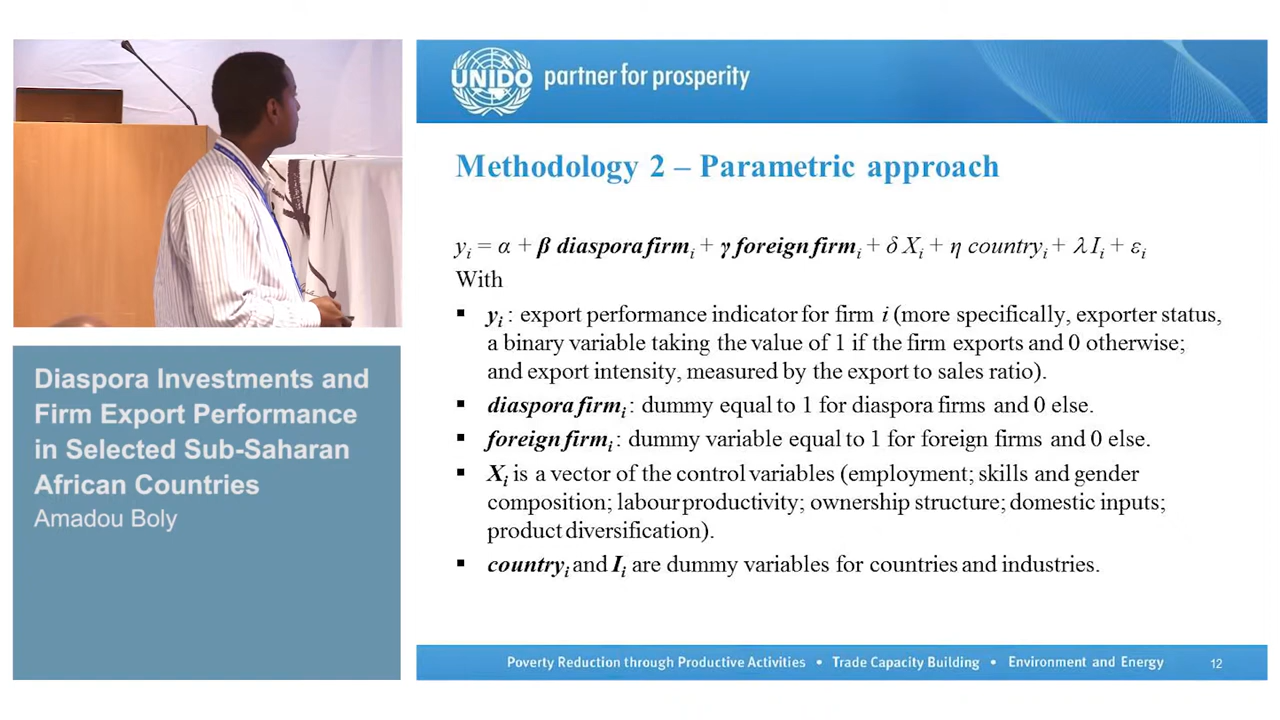 UNIDO partner for prosperity
Methodology 2 – Parametric approach
yᵢ = α + β diaspora firmᵢ + γ foreign firmᵢ + δ Xᵢ + η countryᵢ + λ Iᵢ + εᵢ
With
▪ yᵢ : export performance indicator for firm i (more specifically, exporter status,
a binary variable taking the value of 1 if the firm exports and 0 otherwise;
and export intensity, measured by the export to sales ratio).
▪ diaspora firmᵢ : dummy equal to 1 for diaspora firms and 0 else.
▪ foreign firmᵢ : dummy variable equal to 1 for foreign firms and 0 else.
▪ Xᵢ is a vector of the control variables (employment; skills and gender
composition; labour productivity; ownership structure; domestic inputs;
product diversification).
▪ countryᵢ and Iᵢ are dummy variables for countries and industries.
Poverty Reduction through Productive Activities • Trade Capacity Building • Environment and Energy 12
Diaspora Investments and
Firm Export Performance
in Selected Sub-Saharan
African Countries
Amadou Boly